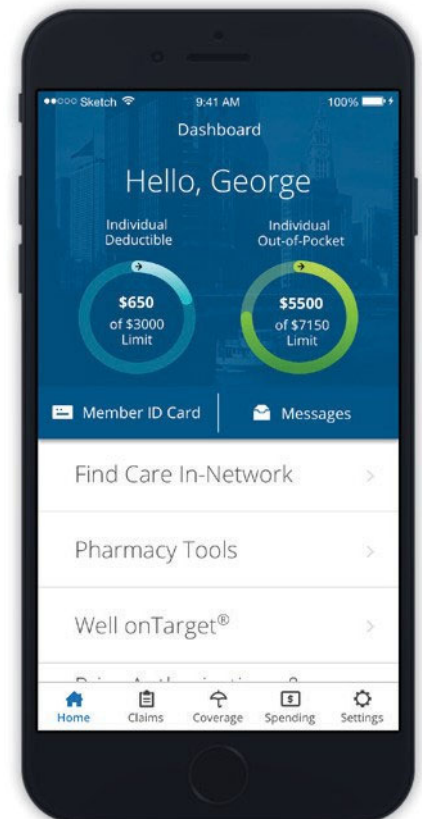 Sketch 9:41 AM 100%
Dashboard
Hello, George
Individual
Deductible
$650
of $3000
Limit
Individual
Out-of-Pocket
$5500
of $7150
Limit
Member ID Card
Messages
Find Care In-Network
Pharmacy Tools
Well onTarget®
Home Claims Coverage Spending Settings